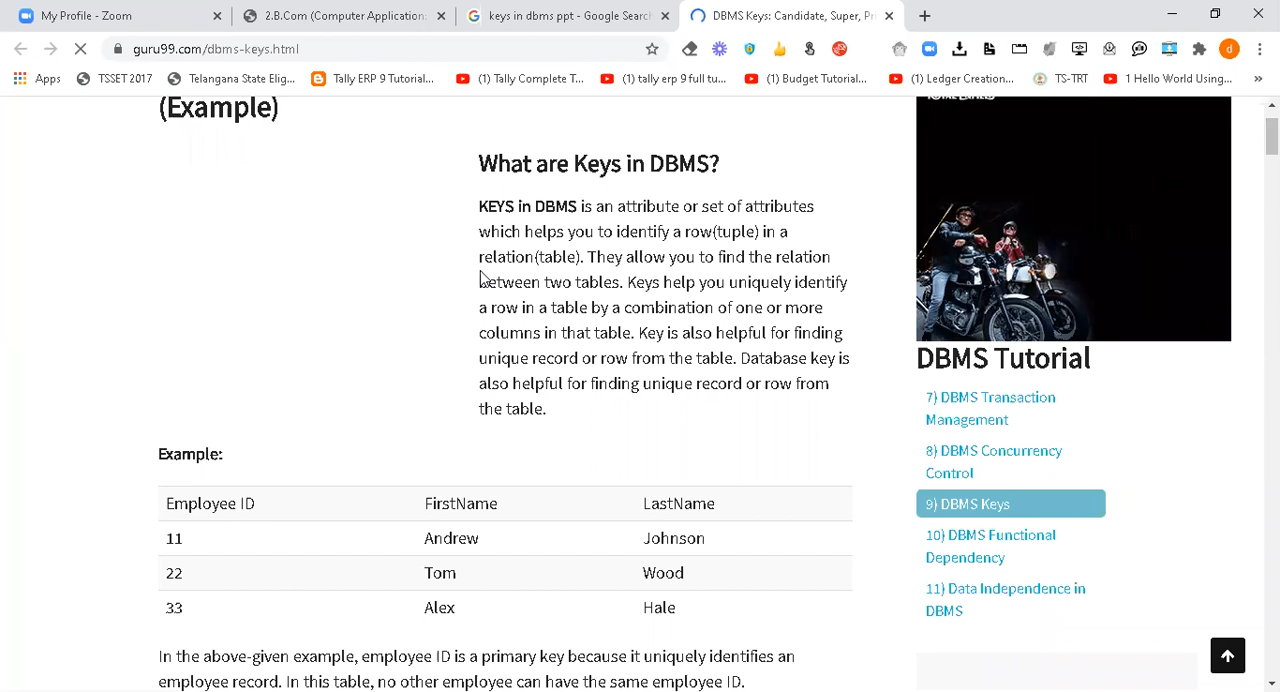 My Profile - Zoom
2.B.Com (Computer Applications
keys in dbms ppt - Google Search
DBMS Keys: Candidate, Super, Pri
guru99.com/dbms-keys.html
d
Apps
TSSET 2017
Telangana State Elig...
Tally ERP 9 Tutorial...
(1) Tally Complete T...
(1) tally erp 9 full tu...
(1) Budget Tutorial...
(1) Ledger Creation...
TS-TRT
1 Hello World Using...
»
(Example)
What are Keys in DBMS?
KEYS in DBMS is an attribute or set of attributes
which helps you to identify a row(tuple) in a
relation(table). They allow you to find the relation
between two tables. Keys help you uniquely identify
a row in a table by a combination of one or more
columns in that table. Key is also helpful for finding
unique record or row from the table. Database key is
also helpful for finding unique record or row from
the table.
Example:
Employee ID FirstName LastName
11 Andrew Johnson
22 Tom Wood
33 Alex Hale
In the above-given example, employee ID is a primary key because it uniquely identifies an
employee record. In this table, no other employee can have the same employee ID.
DBMS Tutorial
7) DBMS Transaction
Management
8) DBMS Concurrency
Control
9) DBMS Keys
10) DBMS Functional
Dependency
11) Data Independence in
DBMS